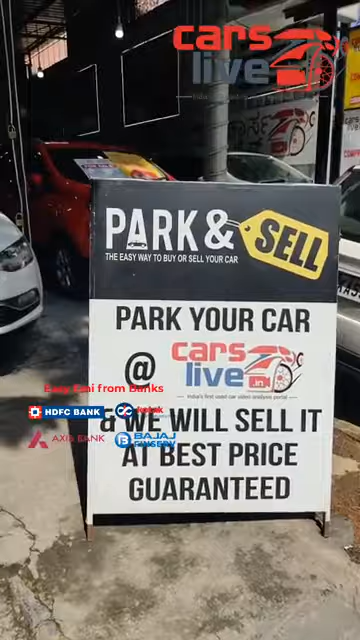 cars
live
PARK & SELL
THE EASY WAY TO BUY OR SELL YOUR CAR
PARK YOUR CAR
@ cars live .in
India's first used car video analysis portal
Easy Emi from Banks
HDFC BANK kotak
& WE WILL SELL IT
AXIS BANK BAJAJ FINSERV
AT BEST PRICE
GUARANTEED